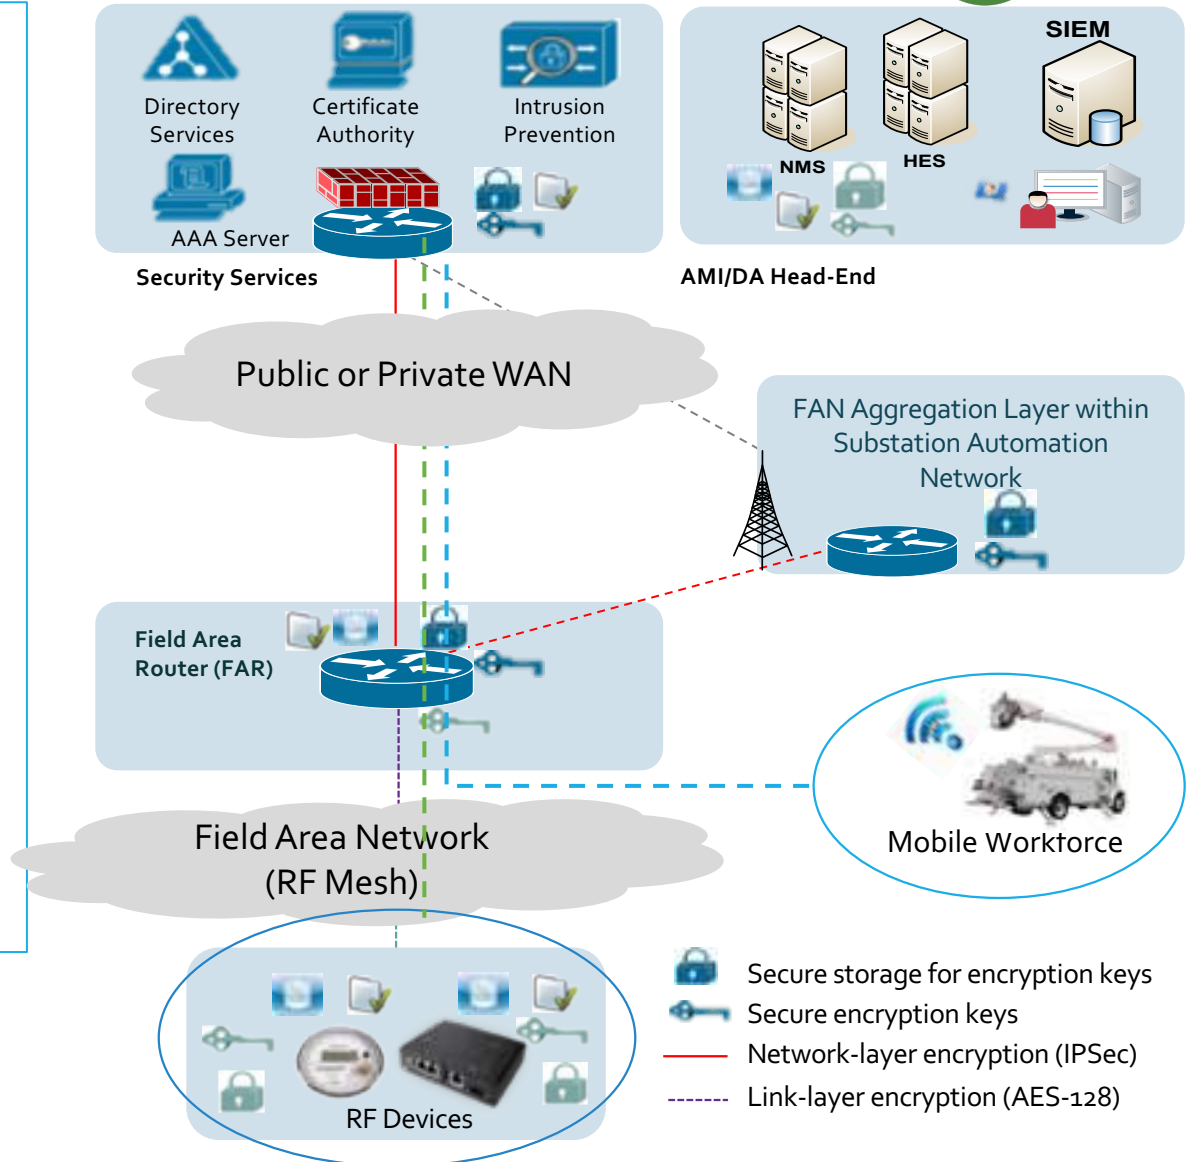 Directory
Services
Certificate
Authority
Intrusion
Prevention
AAA Server
Security Services
SIEM
NMS
HES
AMI/DA Head-End
Public or Private WAN
FAN Aggregation Layer within
Substation Automation
Network
Field Area
Router (FAR)
Mobile Workforce
Field Area Network
(RF Mesh)
RF Devices
Secure storage for encryption keys
Secure encryption keys
Network-layer encryption (IPSec)
Link-layer encryption (AES-128)